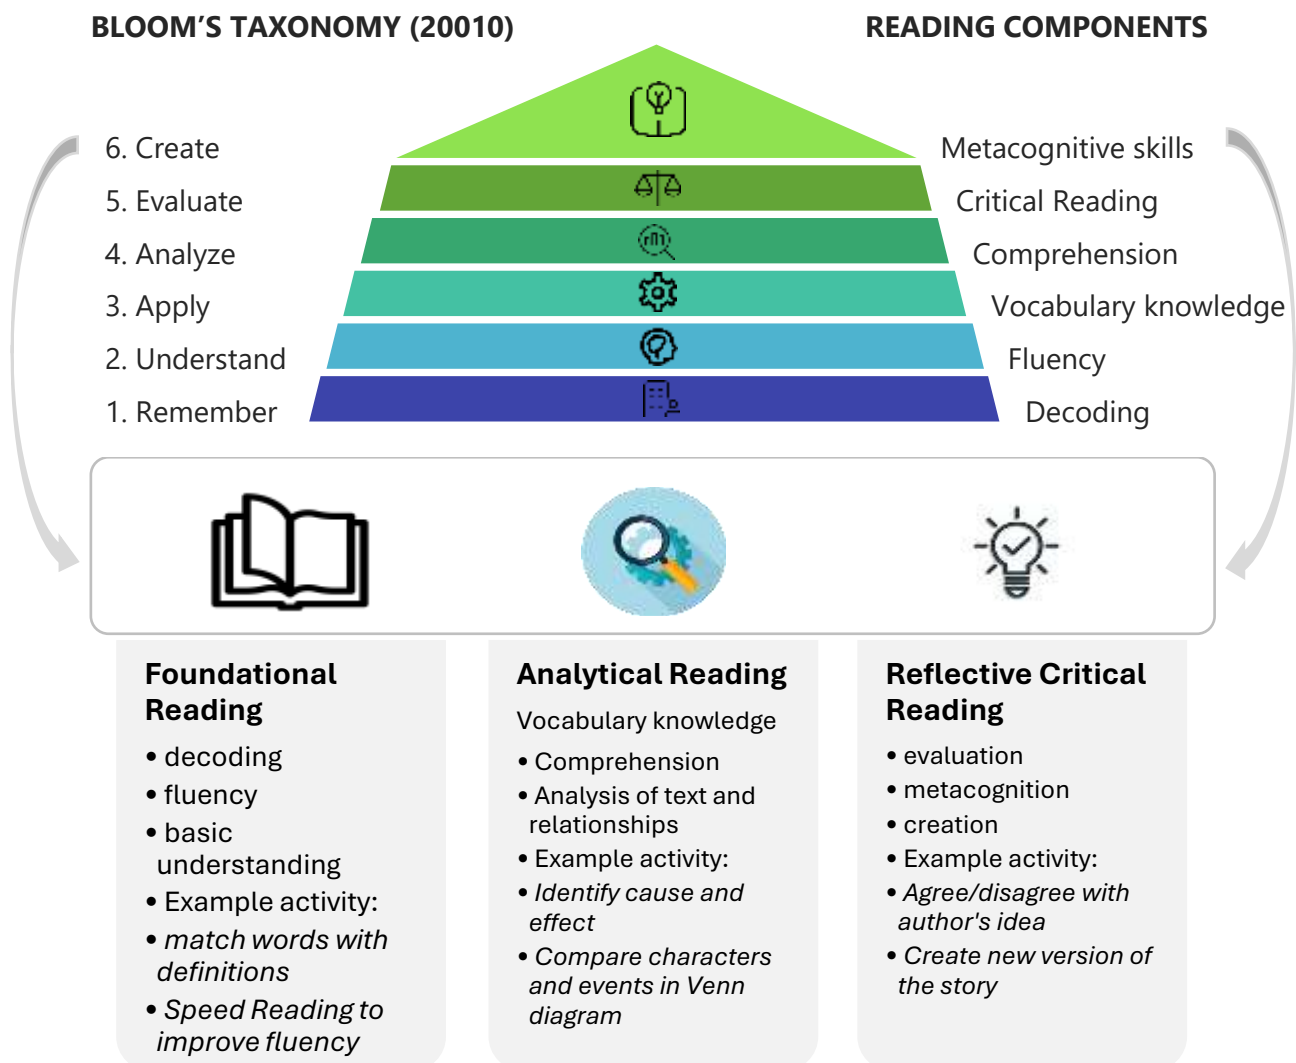 BLOOM’S TAXONOMY (20010)
READING COMPONENTS
6. Create
Metacognitive skills
5. Evaluate
Critical Reading
4. Analyze
Comprehension
3. Apply
Vocabulary knowledge
2. Understand
Fluency
1. Remember
Decoding
Foundational
Reading
• decoding
• fluency
• basic
understanding
• Example activity:
• match words with
definitions
• Speed Reading to
improve fluency
Analytical Reading
Vocabulary knowledge
• Comprehension
• Analysis of text and
relationships
• Example activity:
• Identify cause and
effect
• Compare characters
and events in Venn
diagram
Reflective Critical
Reading
• evaluation
• metacognition
• creation
• Example activity:
• Agree/disagree with
author's idea
• Create new version of
the story